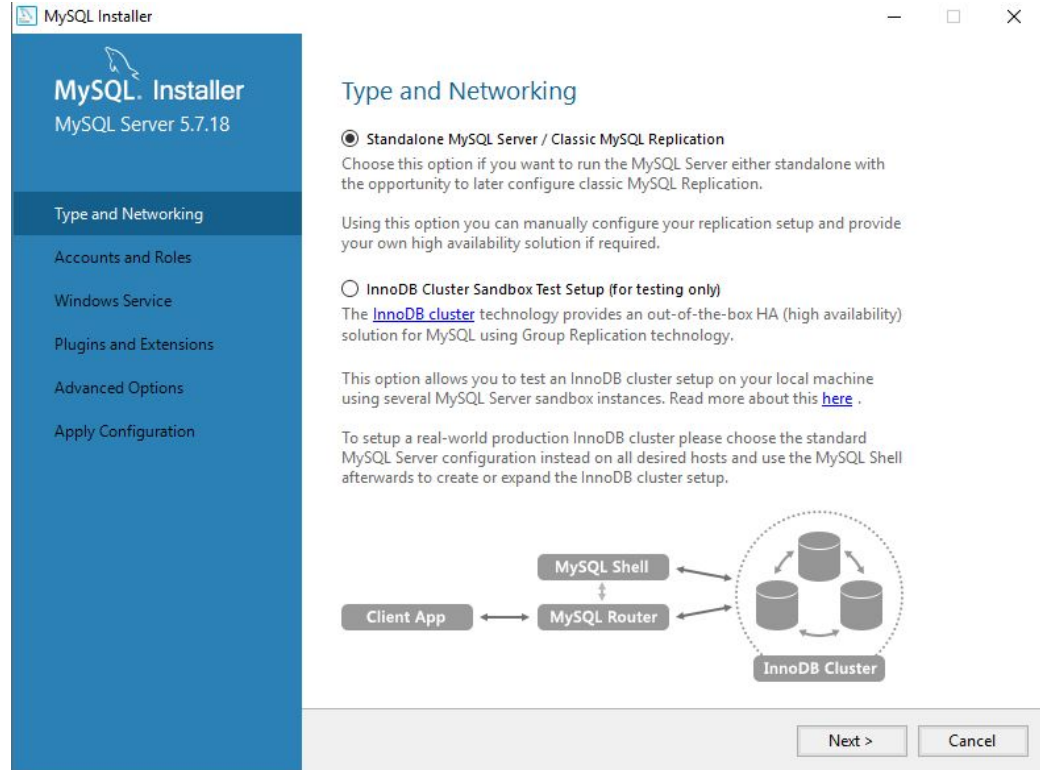 MySQL Installer
MySQL. Installer
MySQL Server 5.7.18
Type and Networking
Accounts and Roles
Windows Service
Plugins and Extensions
Advanced Options
Apply Configuration
Type and Networking
Standalone MySQL Server / Classic MySQL Replication
Choose this option if you want to run the MySQL Server either standalone with
the opportunity to later configure classic MySQL Replication.
Using this option you can manually configure your replication setup and provide
your own high availability solution if required.
InnoDB Cluster Sandbox Test Setup (for testing only)
The InnoDB cluster technology provides an out-of-the-box HA (high availability)
solution for MySQL using Group Replication technology.
This option allows you to test an InnoDB cluster setup on your local machine
using several MySQL Server sandbox instances. Read more about this here .
To setup a real-world production InnoDB cluster please choose the standard
MySQL Server configuration instead on all desired hosts and use the MySQL Shell
afterwards to create or expand the InnoDB cluster setup.
MySQL Shell
Client App
MySQL Router
InnoDB Cluster
Next >
Cancel